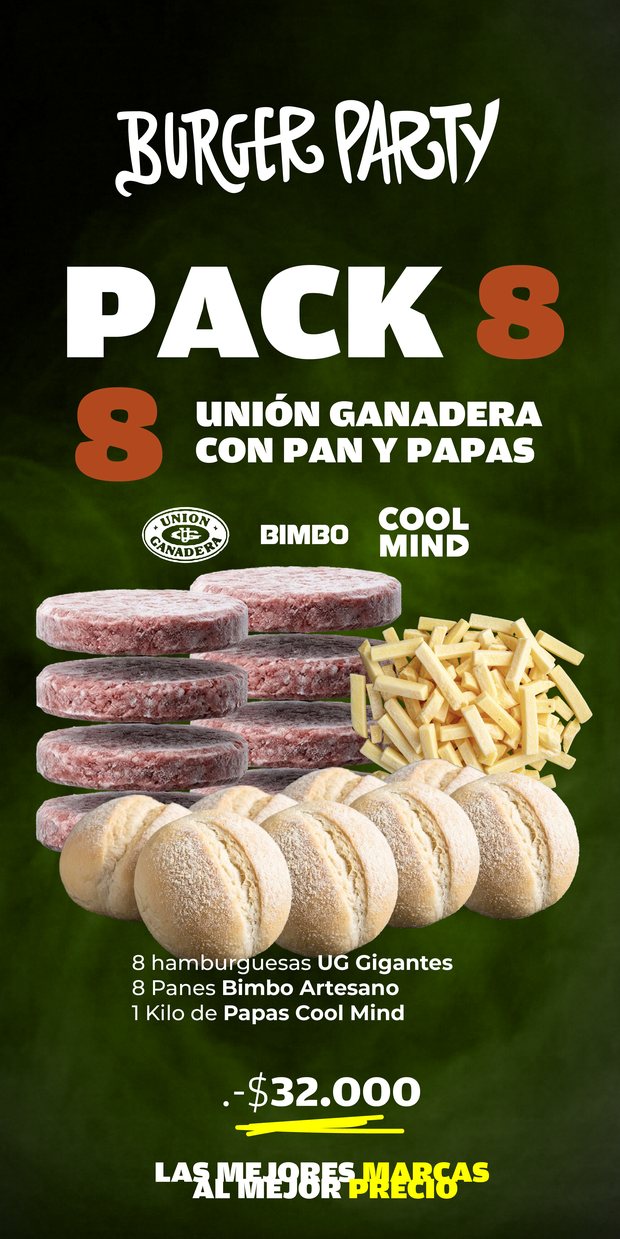 BURGER PARTY
PACK 8
8 UNIÓN GANADERA
CON PAN Y PAPAS
UNION GANADERA BIMBO COOL MIND
8 hamburguesas UG Gigantes
8 Panes Bimbo Artesano
1 Kilo de Papas Cool Mind
.-$32.000
LAS MEJORES MARCAS
AL MEJOR PRECIO